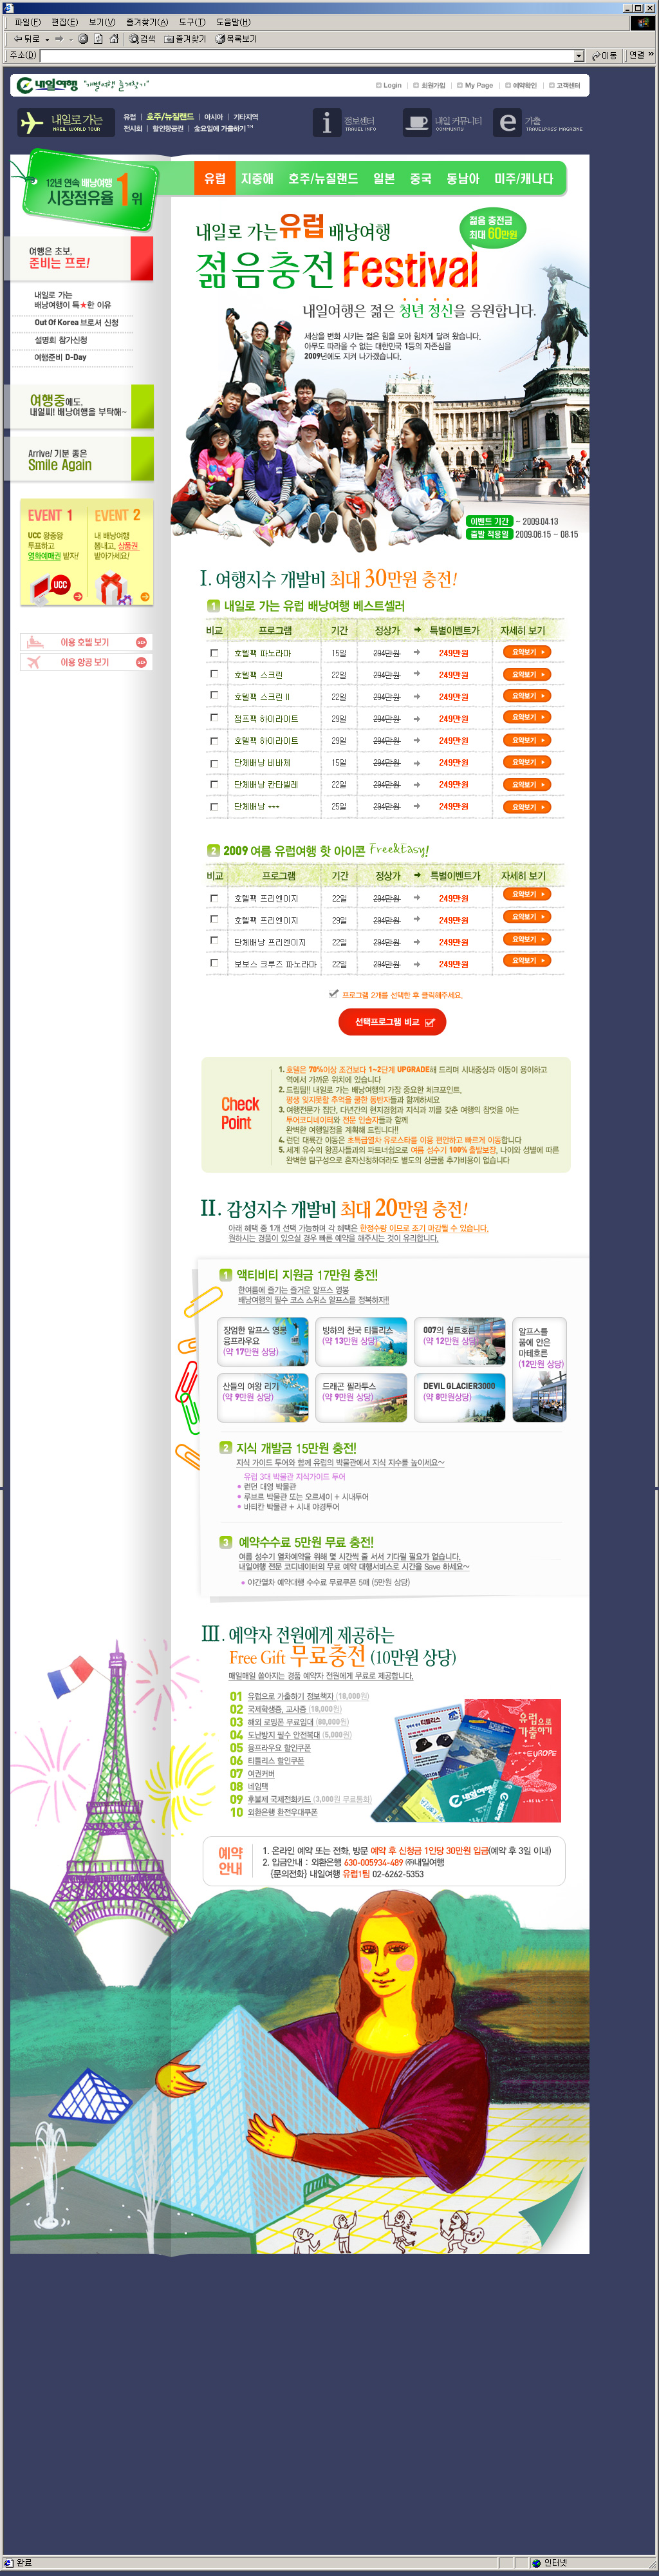 파일(F) 편집(E) 보기(V) 즐겨찾기(A) 도구(T) 도움말(H)
뒤로 검색 즐겨찾기 목록보기
주소(D) 이동 연결
내일여행 "개별여행 즐겨찾기"
Login 회원가입 My Page 예약확인 고객센터
내일로 가는
NAEIL WORLD TOUR
유럽 | 호주/뉴질랜드 | 아시아 | 기타지역
전시회 | 할인항공권 | 금요일에 가출하기™
정보센터
TRAVEL INFO
내일 커뮤니티
COMMUNITY
가출
TRAVELPASS MAGAZINE
12년 연속 배낭여행
시장점유율 1위
유럽 지중해 호주/뉴질랜드 일본 중국 동남아 미주/캐나다
여행은 초보,
준비는 프로!
내일로 가는
배낭여행이 특★한 이유
Out Of Korea 브로셔 신청
설명회 참가신청
여행준비 D-Day
여행중에도,
내일씨! 배낭여행을 부탁해~
Arrive! 기분 좋은
Smile Again
EVENT 1
UCC 왕중왕
투표하고
영화예매권 받자!
UCC
EVENT 2
내 배낭여행
뽐내고, 상품권
받아가세요!
이용 호텔 보기 GO
이용 항공 보기 GO
내일로 가는 유럽 배낭여행
젊음충전 Festival
젊음 충전금
최대 60만원
내일여행은 젊은 청년 정신을 응원합니다.
세상을 변화 시키는 젊은 힘을 모아 힘차게 달려 왔습니다.
아무도 따라올 수 없는 대한민국 1등의 자존심을
2009년에도 지켜 나가겠습니다.
이벤트 기간 ~ 2009.04.13
출발 적용일 2009.06.15 ~ 08.15
I. 여행지수 개발비 최대 30만원 충전!
1 내일로 가는 유럽 배낭여행 베스트셀러
비교 프로그램 기간 정상가 → 특별이벤트가 자세히 보기
호텔팩 파노라마 15일 294만원 → 249만원 요약보기
호텔팩 스크린 22일 294만원 → 249만원 요약보기
호텔팩 스크린 II 22일 294만원 → 249만원 요약보기
점프팩 하이라이트 29일 294만원 → 249만원 요약보기
호텔팩 하이라이트 29일 294만원 → 249만원 요약보기
단체배낭 비바체 15일 294만원 → 249만원 요약보기
단체배낭 칸타빌레 22일 294만원 → 249만원 요약보기
단체배낭 +++ 25일 294만원 → 249만원 요약보기
2 2009 여름 유럽여행 핫 아이콘 Free&Easy!
비교 프로그램 기간 정상가 → 특별이벤트가 자세히 보기
호텔팩 프리엔이지 22일 294만원 → 249만원 요약보기
호텔팩 프리엔이지 29일 294만원 → 249만원 요약보기
단체배낭 프리엔이지 22일 294만원 → 249만원 요약보기
보보스 크루즈 파노라마 22일 294만원 → 249만원 요약보기
프로그램 2개를 선택한 후 클릭해주세요.
선택프로그램 비교
Check
Point
1. 호텔은 70%이상 조건보다 1~2단계 UPGRADE해 드리며 시내중심과 이동이 용이하고
역에서 가까운 위치에 있습니다
2. 드림팀!! 내일로 가는 배낭여행의 가장 중요한 체크포인트,
평생 잊지못할 추억을 쿨한 동반자들과 함께하세요
3. 여행전문가 집단, 다년간의 현지경험과 지식과 끼를 갖춘 여행의 참멋을 아는
투어코디네이터와 전문 인솔자들과 함께
완벽한 여행일정을 계획해 드립니다!!
4. 런던 대륙간 이동은 초특급열차 유로스타를 이용 편안하고 빠르게 이동합니다
5. 세계 유수의 항공사들과의 파트너쉽으로 여름 성수기 100% 출발보장, 나이와 성별에 따른
완벽한 팀구성으로 혼자신청하더라도 별도의 싱글룸 추가비용이 없습니다
II. 감성지수 개발비 최대 20만원 충전!
아래 혜택 중 1개 선택 가능하며 각 혜택은 한정수량 이므로 조기 마감될 수 있습니다.
원하시는 경품이 있으실 경우 빠른 예약을 해주시는 것이 유리합니다.
1 액티비티 지원금 17만원 충전!
한여름에 즐기는 즐거운 알프스 영봉
배낭여행의 필수 코스 스위스 알프스를 정복하자!!
장엄한 알프스 영봉
융프라우요
(약 17만원 상당)
빙하의 천국 티틀리스
(약 13만원 상당)
007의 쉴트호른
(약 12만원 상당)
알프스를
품에 안은
마테호른
(12만원 상당)
산들의 여왕 리기
(약 9만원 상당)
드래곤 필라투스
(약 9만원 상당)
DEVIL GLACIER3000
(약 8만원상당)
2 지식 개발금 15만원 충전!
지식 가이드 투어와 함께 유럽의 박물관에서 지식 지수를 높이세요~
유럽 3대 박물관 지식가이드 투어
• 런던 대영 박물관
• 루브르 박물관 또는 오르세이 + 시내투어
• 바티칸 박물관 + 시내 야경투어
3 예약수수료 5만원 무료 충전!
여름 성수기 열차예약을 위해 몇 시간씩 줄 서서 기다릴 필요가 없습니다.
내일여행 전문 코디네이터의 무료 예약 대행서비스로 시간을 Save 하세요~
• 야간열차 예약대행 수수료 무료쿠폰 5매 (5만원 상당)
III. 예약자 전원에게 제공하는
Free Gift 무료충전 (10만원 상당)
매일매일 쏟아지는 경품 예약자 전원에게 무료로 제공합니다.
01 유럽으로 가출하기 정보책자 (18,000원)
02 국제학생증, 교사증 (18,000원)
03 해외 로밍폰 무료임대 (80,000원)
04 도난방지 필수 안전복대 (5,000원)
05 융프라우요 할인쿠폰
06 티틀리스 할인쿠폰
07 여권커버
08 네임택
09 후불제 국제전화카드 (3,000원 무료통화)
10 외환은행 환전우대쿠폰
티틀리스
유럽으로
가출하기
EUROPE
내일여행
예약
안내
1. 온라인 예약 또는 전화, 방문 예약 후 신청금 1인당 30만원 입금(예약 후 3일 이내)
2. 입금안내 : 외환은행 630-005934-489 ㈜내일여행
{문의전화} 내일여행 유럽1팀 02-6262-5353
완료 인터넷